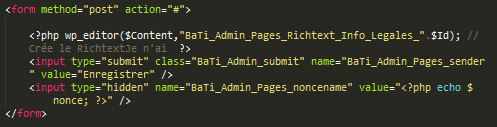 <form method="post" action="#">
<?php wp_editor($Content,"BaTi_Admin_Pages_Richtext_Info_Legales_".$Id); //
Crée le RichtextJe n'ai  ?>
<input type="submit" class="BaTi_Admin_submit" name="BaTi_Admin_Pages_sender
" value="Enregistrer" />
<input type="hidden" name="BaTi_Admin_Pages_noncename" value="<?php echo $
nonce; ?>" />
</form>